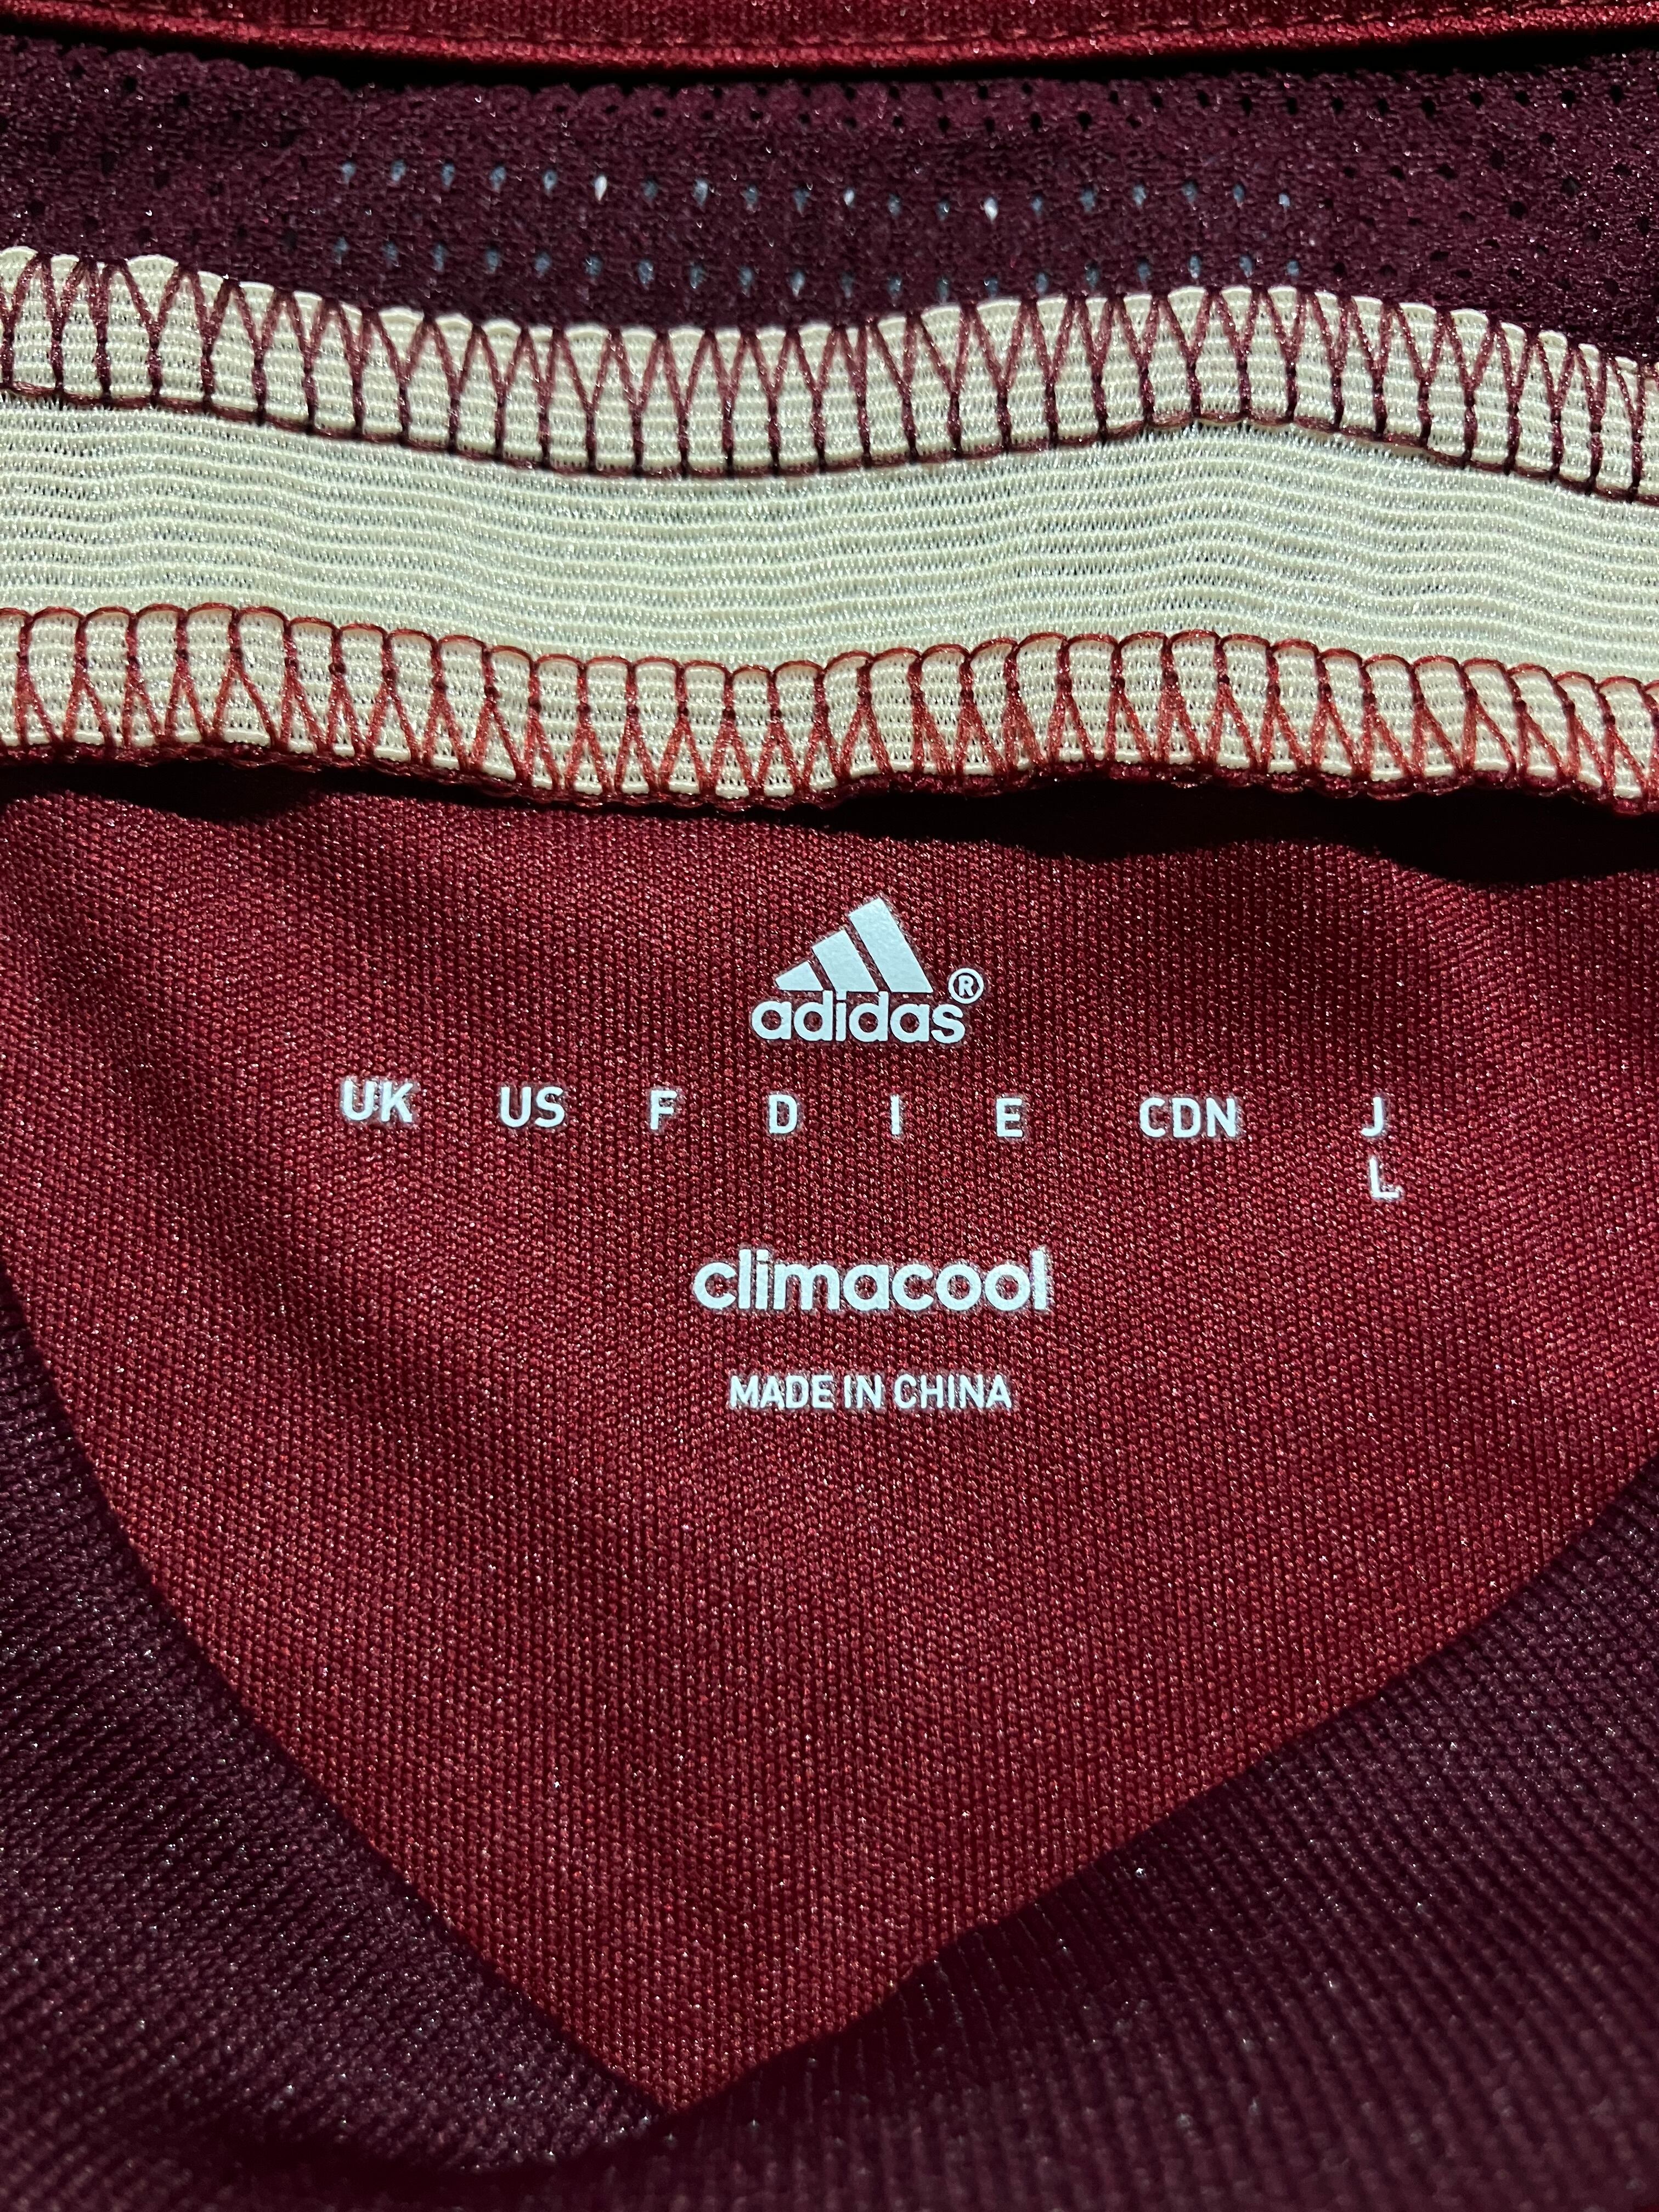 adidas®
UK US F D I E CDN J
L
climacool
MADE IN CHINA